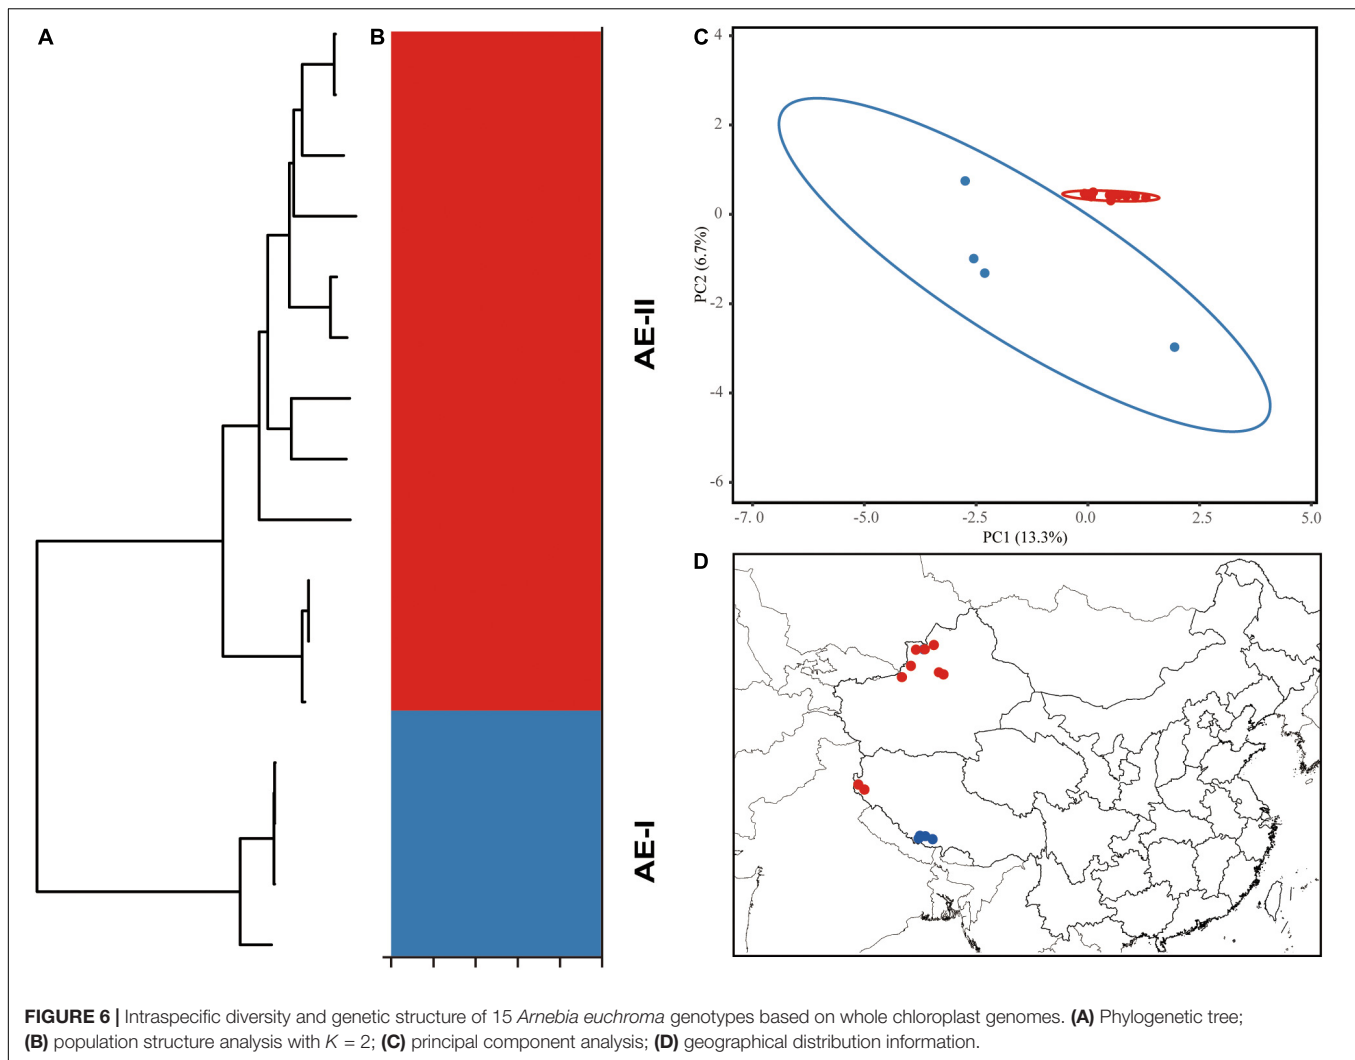 A
B
AE-II
AE-I
C
4
2
0
-2
-4
-6
PC2 (6.7%)
-7.0
-5.0
-2.5
0.0
2.5
5.0
PC1 (13.3%)
D
FIGURE 6 | Intraspecific diversity and genetic structure of 15 Arnebia euchroma genotypes based on whole chloroplast genomes. (A) Phylogenetic tree;
(B) population structure analysis with K = 2; (C) principal component analysis; (D) geographical distribution information.